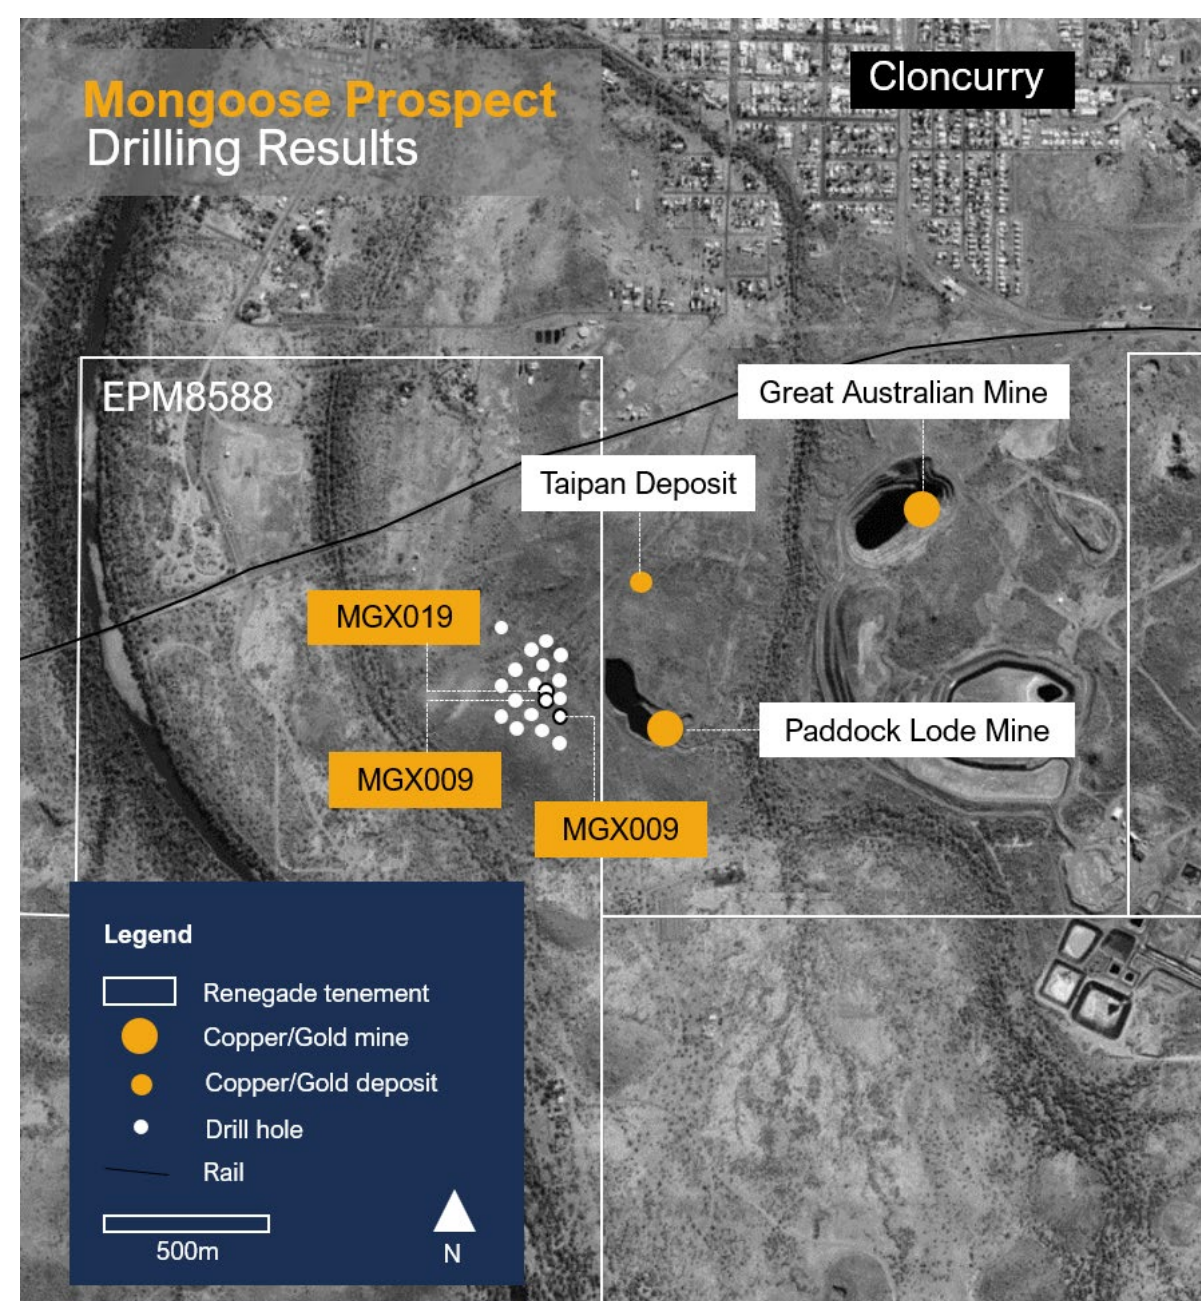 Mongoose Prospect
Drilling Results
Cloncurry
EPM8588
Great Australian Mine
Taipan Deposit
MGX019
Paddock Lode Mine
MGX009
MGX009
Legend
Renegade tenement
Copper/Gold mine
Copper/Gold deposit
Drill hole
Rail
500m
N